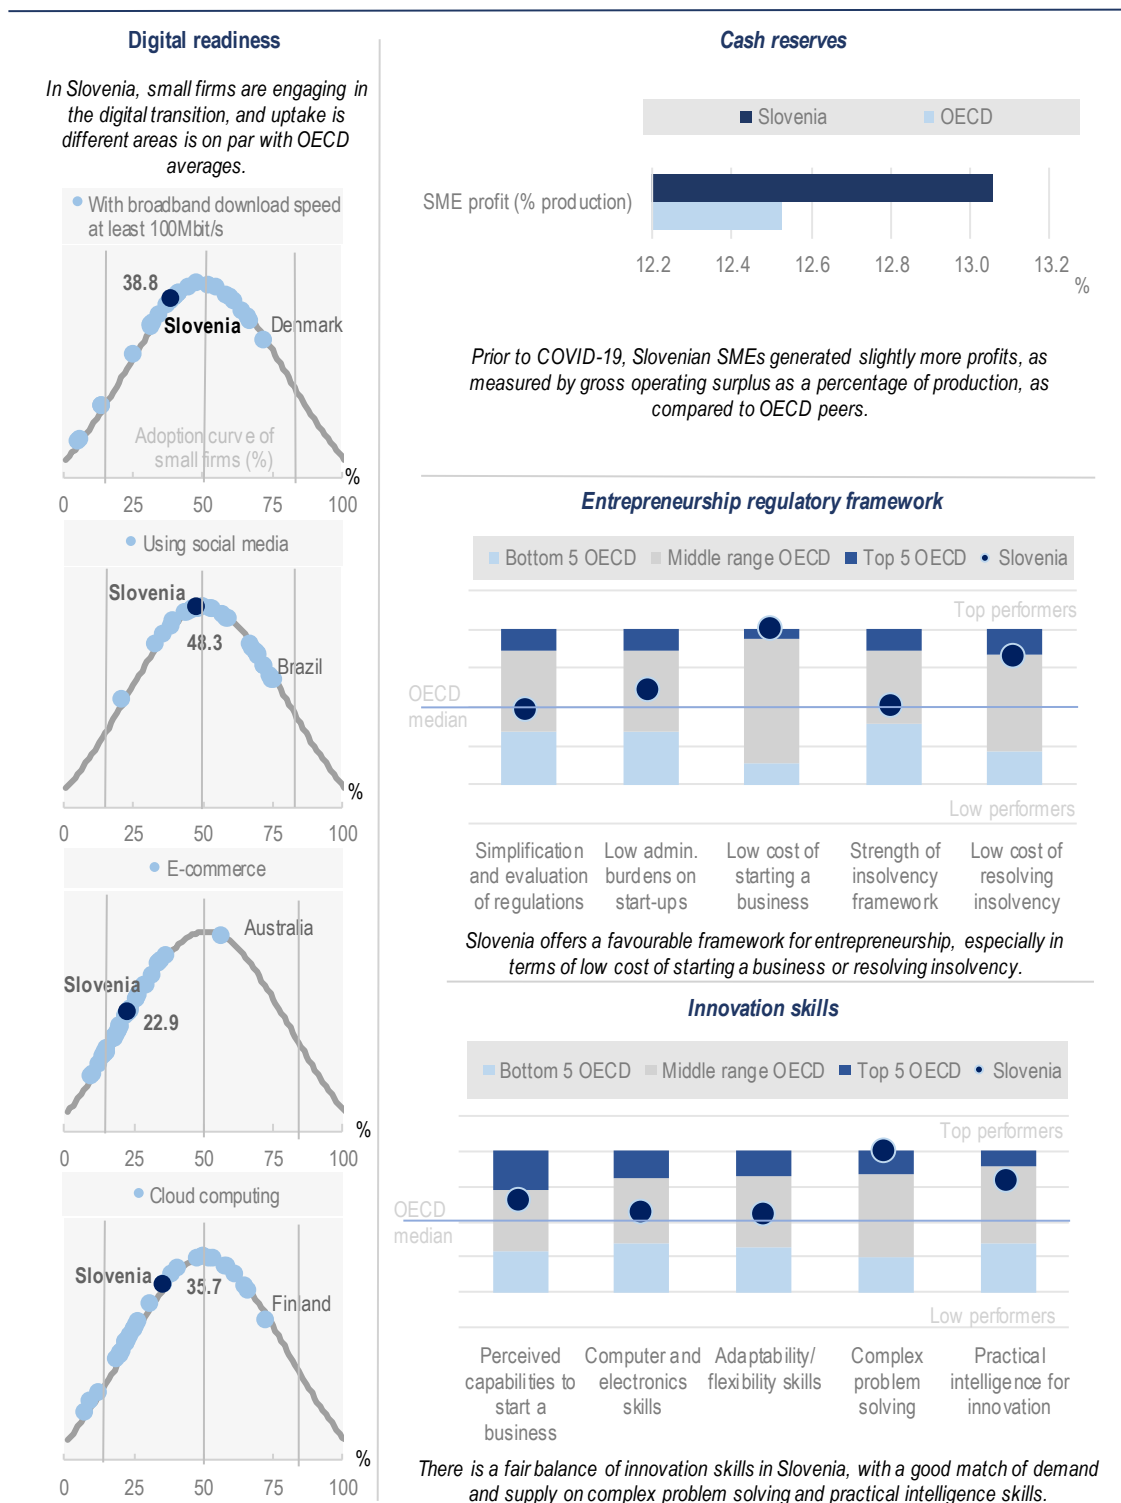 Digital readiness
In Slovenia, small firms are engaging in
the digital transition, and uptake is
different areas is on par with OECD
averages.
With broadband download speed
at least 100Mbit/s
38.8
Slovenia
Denmark
Adoption curve of
small firms (%)
%
0 25 50 75 100
Using social media
Slovenia
48.3
Brazil
%
0 25 50 75 100
E-commerce
Australia
Slovenia
22.9
%
0 25 50 75 100
Cloud computing
Slovenia
35.7
Finland
%
0 25 50 75 100
Cash reserves
Slovenia OECD
SME profit (% production)
12.2 12.4 12.6 12.8 13.0 13.2
%
Prior to COVID-19, Slovenian SMEs generated slightly more profits, as
measured by gross operating surplus as a percentage of production, as
compared to OECD peers.
Entrepreneurship regulatory framework
Bottom 5 OECD Middle range OECD Top 5 OECD Slovenia
Top performers
OECD
median
Low performers
Simplification
and evaluation
of regulations
Low admin.
burdens on
start-ups
Low cost of
starting a
business
Strength of
insolvency
framework
Low cost of
resolving
insolvency
Slovenia offers a favourable framework for entrepreneurship, especially in
terms of low cost of starting a business or resolving insolvency.
Innovation skills
Bottom 5 OECD Middle range OECD Top 5 OECD Slovenia
Top performers
OECD
median
Low performers
Perceived
capabilities to
start a
business
Computer and
electronics
skills
Adaptability/
flexibility skills
Complex
problem
solving
Practical
intelligence for
innovation
There is a fair balance of innovation skills in Slovenia, with a good match of demand
and supply on complex problem solving and practical intelligence skills.